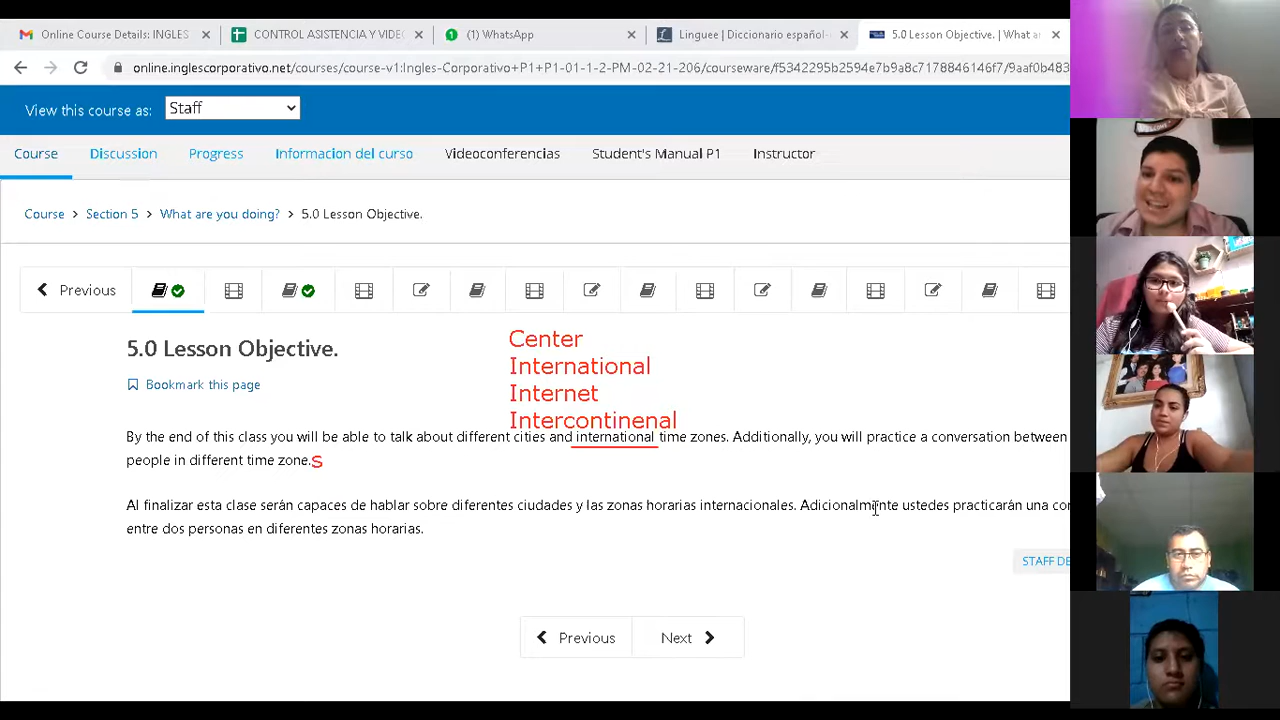 Online Course Details: INGLES
CONTROL ASISTENCIA Y VIDE
(1) WhatsApp
Linguee | Diccionario español-
5.0 Lesson Objective. | What a
online.inglescorporativo.net/courses/course-v1:Ingles-Corporativo+P1+P1-01-1-2-PM-02-21-206/courseware/f5342295b2594e7b9a8c7178846146f7/9aaf0b483
View this course as: Staff
Course Discussion Progress Informacion del curso Videoconferencias Student's Manual P1 Instructor
Course > Section 5 > What are you doing? > 5.0 Lesson Objective.
Previous
5.0 Lesson Objective.
Bookmark this page
Center
International
Internet
Intercontinenal
By the end of this class you will be able to talk about different cities and international time zones. Additionally, you will practice a conversation between
people in different time zone.s
Al finalizar esta clase serán capaces de hablar sobre diferentes ciudades y las zonas horarias internacionales. Adicionalmente ustedes practicarán una co
entre dos personas en diferentes zonas horarias.
STAFF DE
Previous Next